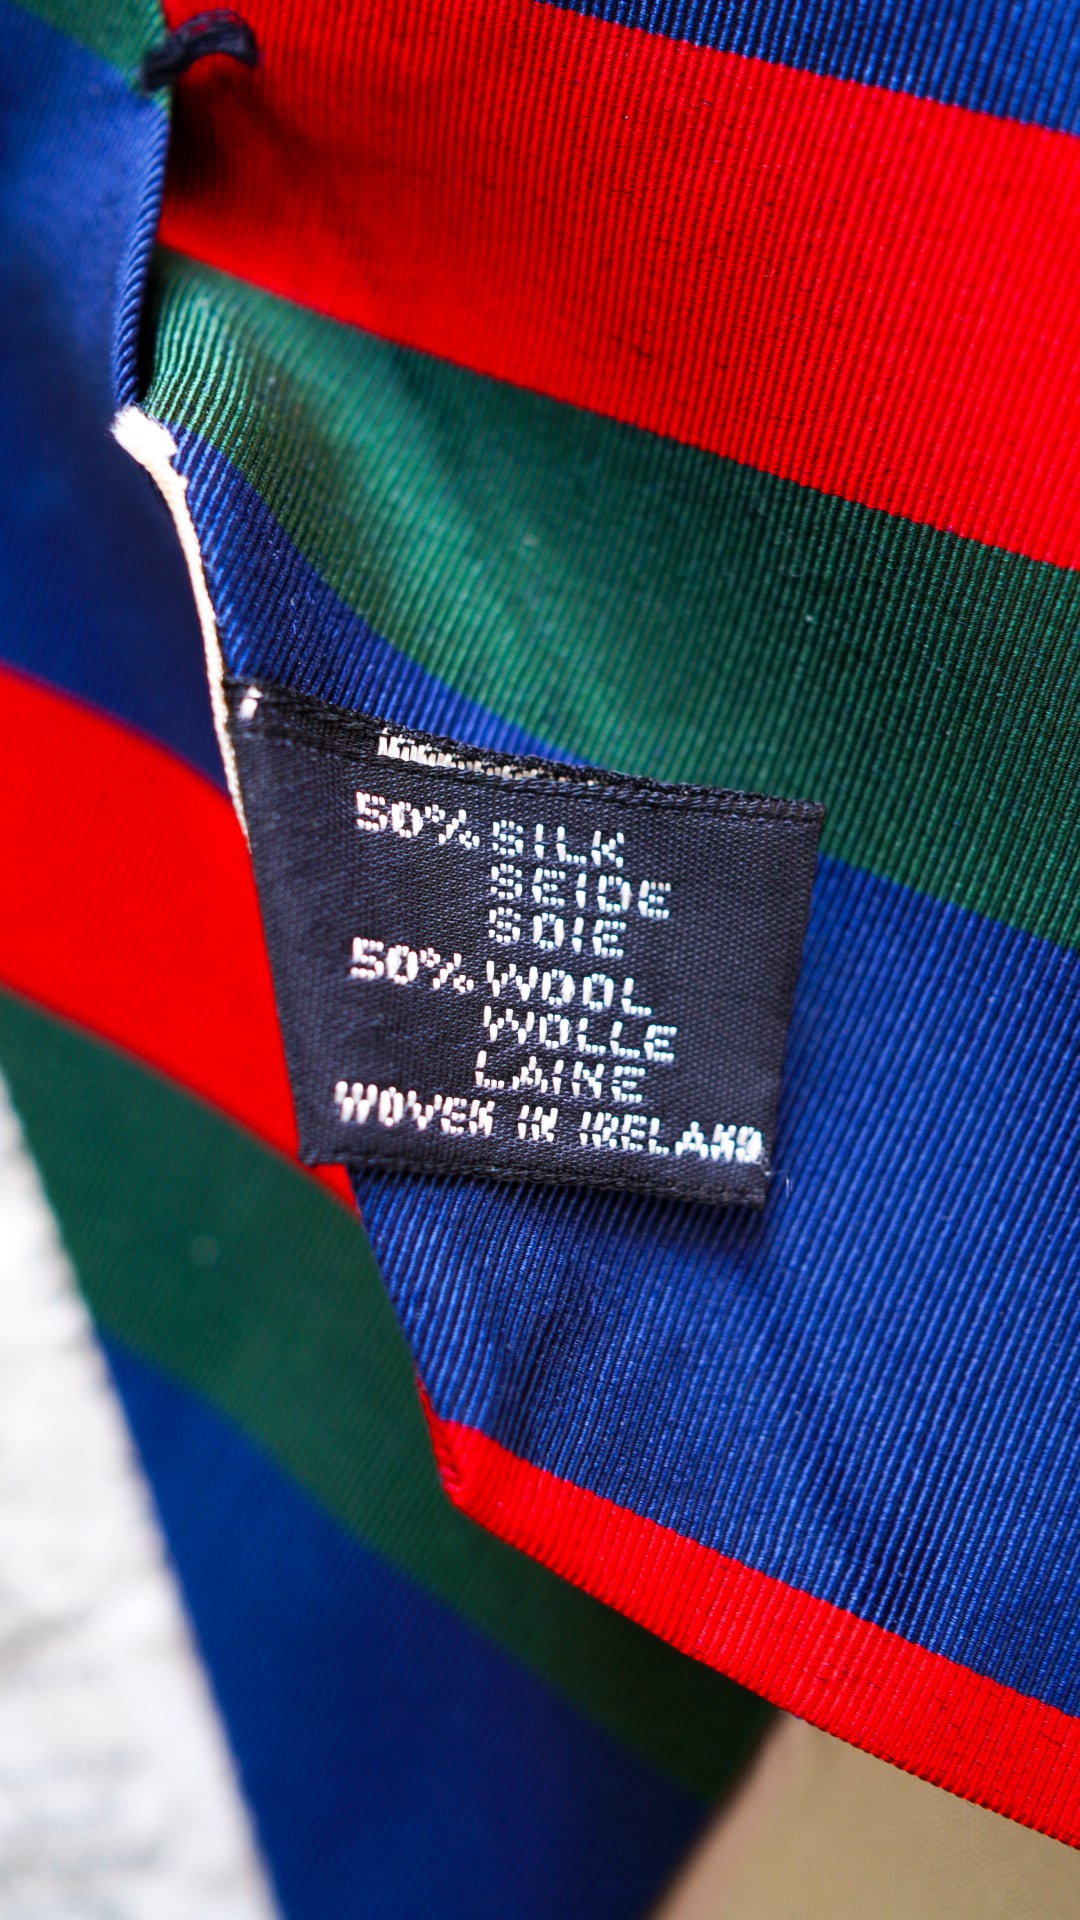 50% SILK
SEIDE
SOIE
50% WOOL
WOLLE
LAINE
WOVEN IN IRELAND